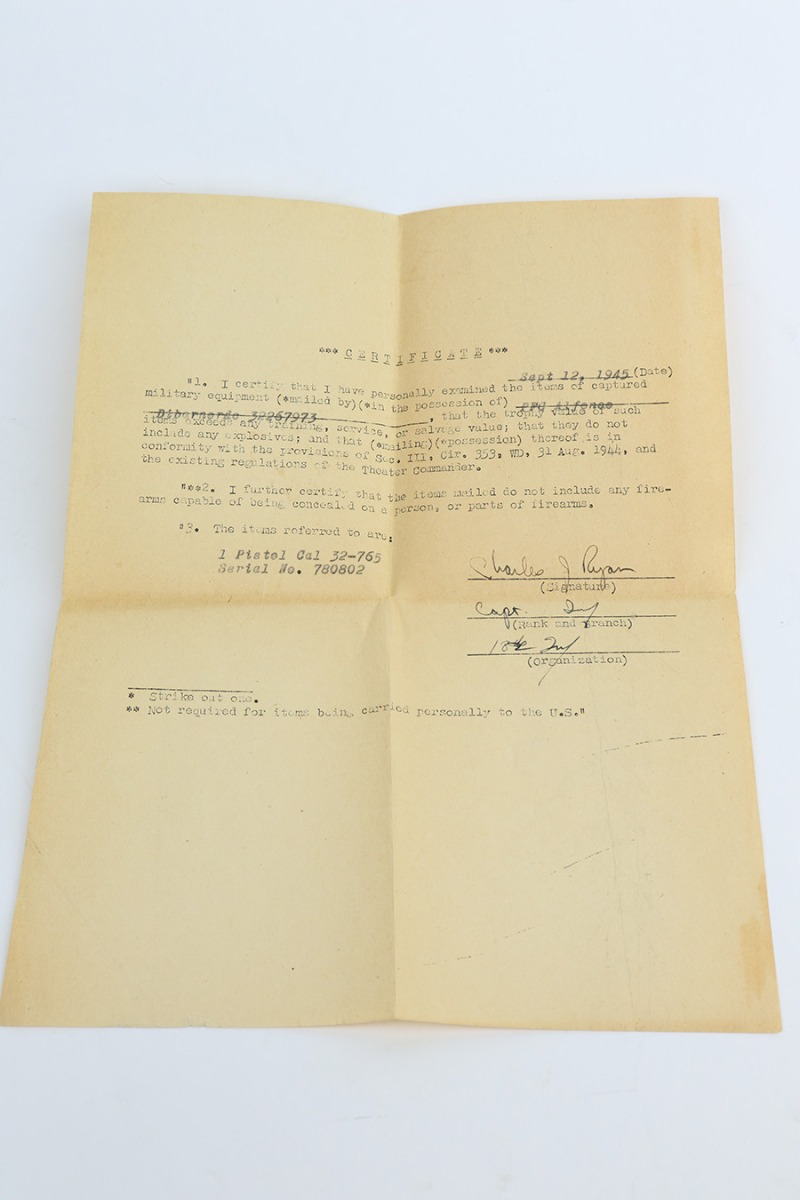 *** C E R T I F I C A T E ***
Sept 12, 1945 (Date)
"1. I certify that I have personally examined the items of captured
military equipment (*mailed by)(*in the possession of) Pfc Alfonso
Dibernardo 32267973, that the trophy value of such
items exceeds any training, service, or salvage value; that they do not
include any explosives; and that (*mailing)(*possession) thereof is in
conformity with the provisions of Sec. III, Cir. 353, WD, 31 Aug. 1944, and
the existing regulations of the Theater Commander.
"**2. I further certify that the items mailed do not include any fire-
arms capable of being concealed on a person, or parts of firearms.
"3. The items referred to are:
1 Pistol Cal 32-765
Serial No. 780802
Charles J Ryan
(Signature)
Capt. Inf
(Rank and Branch)
18th Inf
(Organization)
* Strike out one.
** Not required for items being carried personally to the U.S."